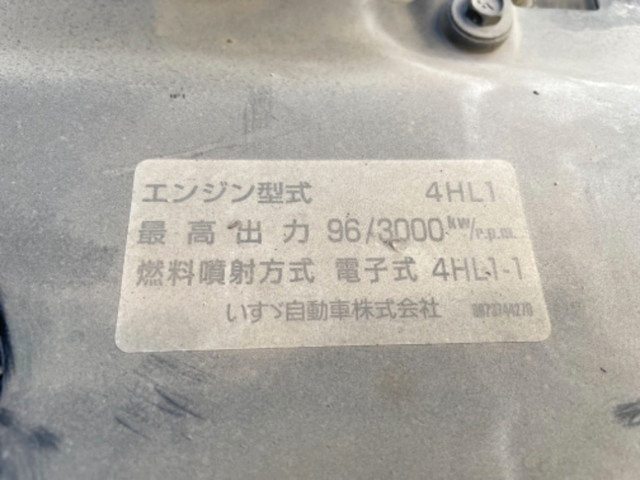 エンジン型式 4HL1
最高出力 96/3000 kw/r.p.m.
燃料噴射方式 電子式 4HL1-1
いすゞ自動車株式会社